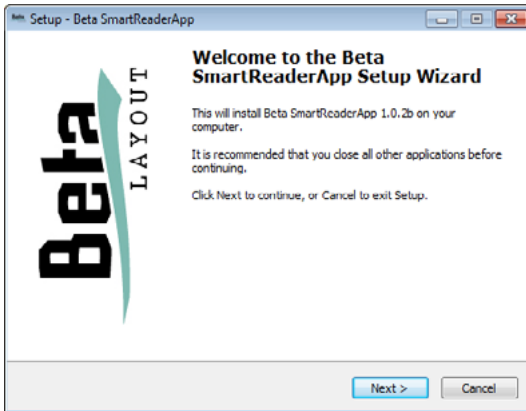 Beta Setup - Beta SmartReaderApp
Beta
LAYOUT
Welcome to the Beta
SmartReaderApp Setup Wizard
This will install Beta SmartReaderApp 1.0.2b on your
computer.
It is recommended that you close all other applications before
continuing.
Click Next to continue, or Cancel to exit Setup.
Next >
Cancel